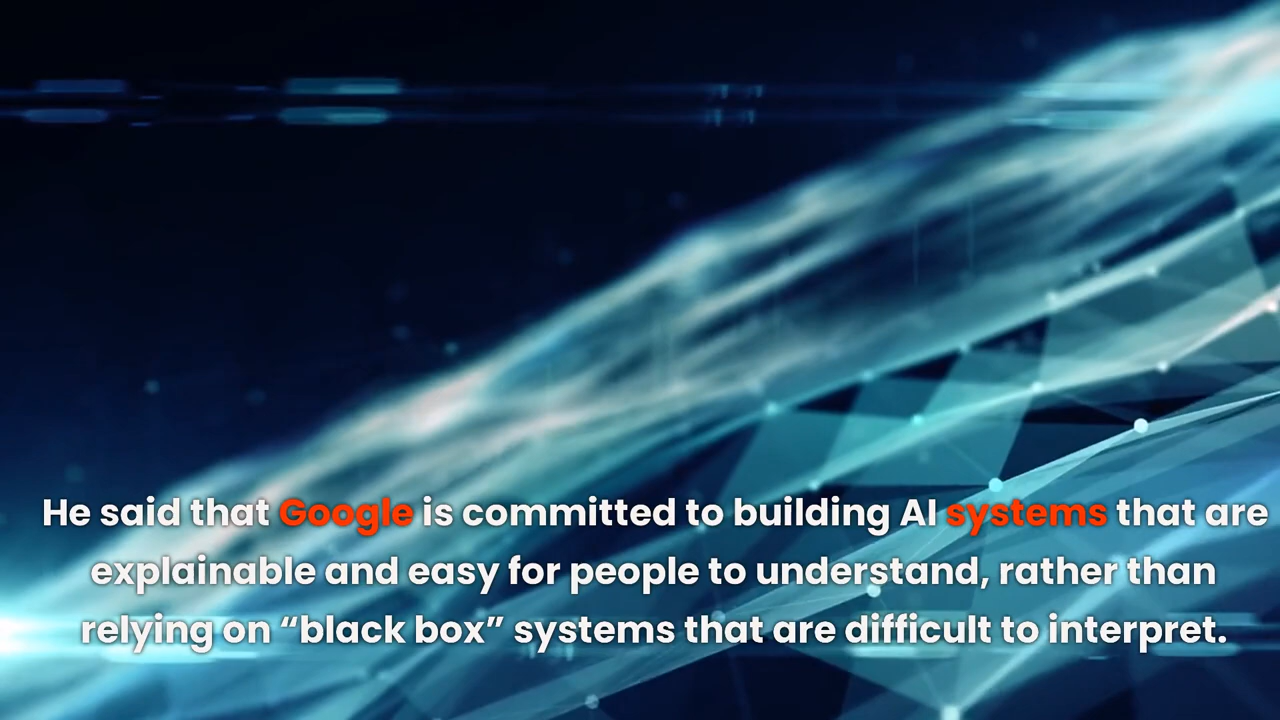 He said that Google is committed to building AI systems that are
explainable and easy for people to understand, rather than
relying on “black box” systems that are difficult to interpret.